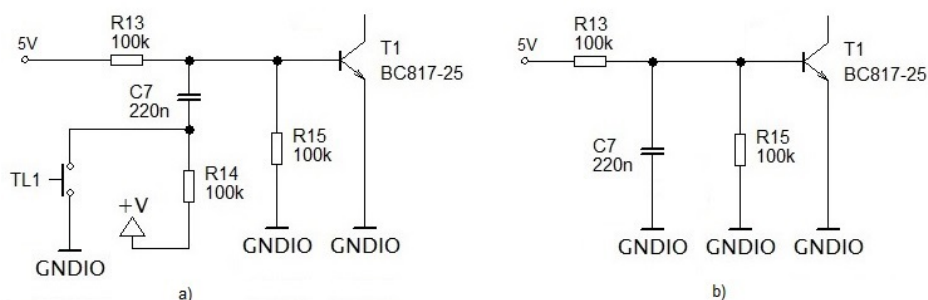 R13
100k
5V
T1
BC817-25
C7
220n
TL1
R14
100k
R15
100k
+V
GNDIO
GNDIO
GNDIO
a)
R13
100k
5V
T1
BC817-25
C7
220n
R15
100k
GNDIO
GNDIO
GNDIO
b)